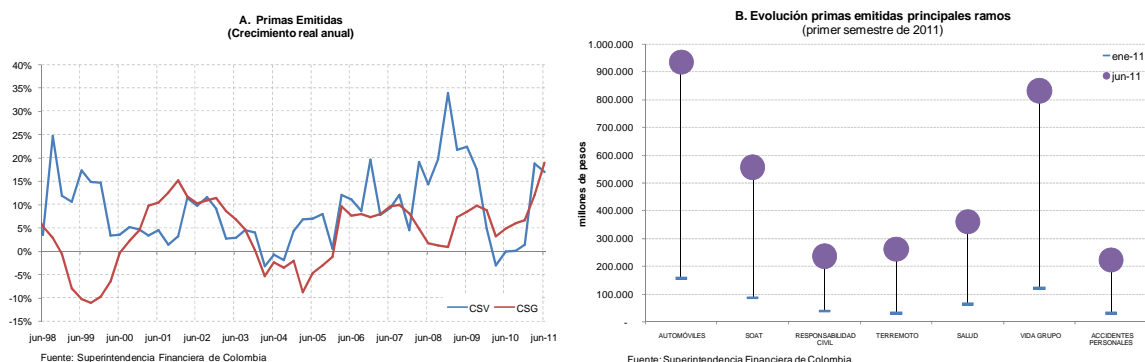 A. Primas Emitidas
(Crecimiento real anual)
40%
35%
30%
25%
20%
15%
10%
5%
0%
-5%
-10%
-15%
CSV CSG
jun-98 jun-99 jun-00 jun-01 jun-02 jun-03 jun-04 jun-05 jun-06 jun-07 jun-08 jun-09 jun-10 jun-11
Fuente: Superintendencia Financiera de Colombia
B. Evolución primas emitidas principales ramos
(primer semestre de 2011)
ene-11
jun-11
millones de pesos
1.000.000
900.000
800.000
700.000
600.000
500.000
400.000
300.000
200.000
100.000
-
AUTOMÓVILES SOAT RESPONSABILIDAD CIVIL TERREMOTO SALUD VIDA GRUPO ACCIDENTES PERSONALES
Fuente: Superintendencia Financiera de Colombia